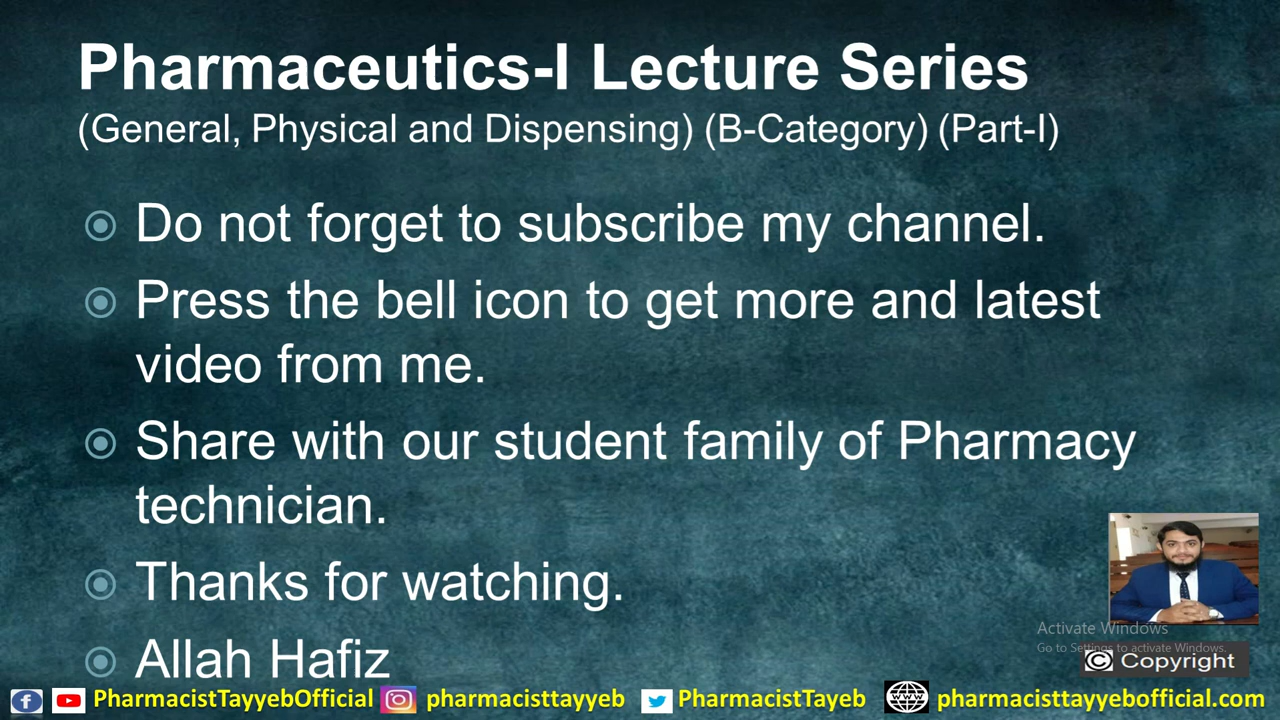 Pharmaceutics-I Lecture Series
(General, Physical and Dispensing) (B-Category) (Part-I)
Do not forget to subscribe my channel.
Press the bell icon to get more and latest
video from me.
Share with our student family of Pharmacy
technician.
Thanks for watching.
Allah Hafiz
Activate Windows
Go to Settings to activate Windows.
© Copyright
PharmacistTayyebOfficial pharmacisttayyeb PharmacistTayeb WWW pharmacisttayyebofficial.com